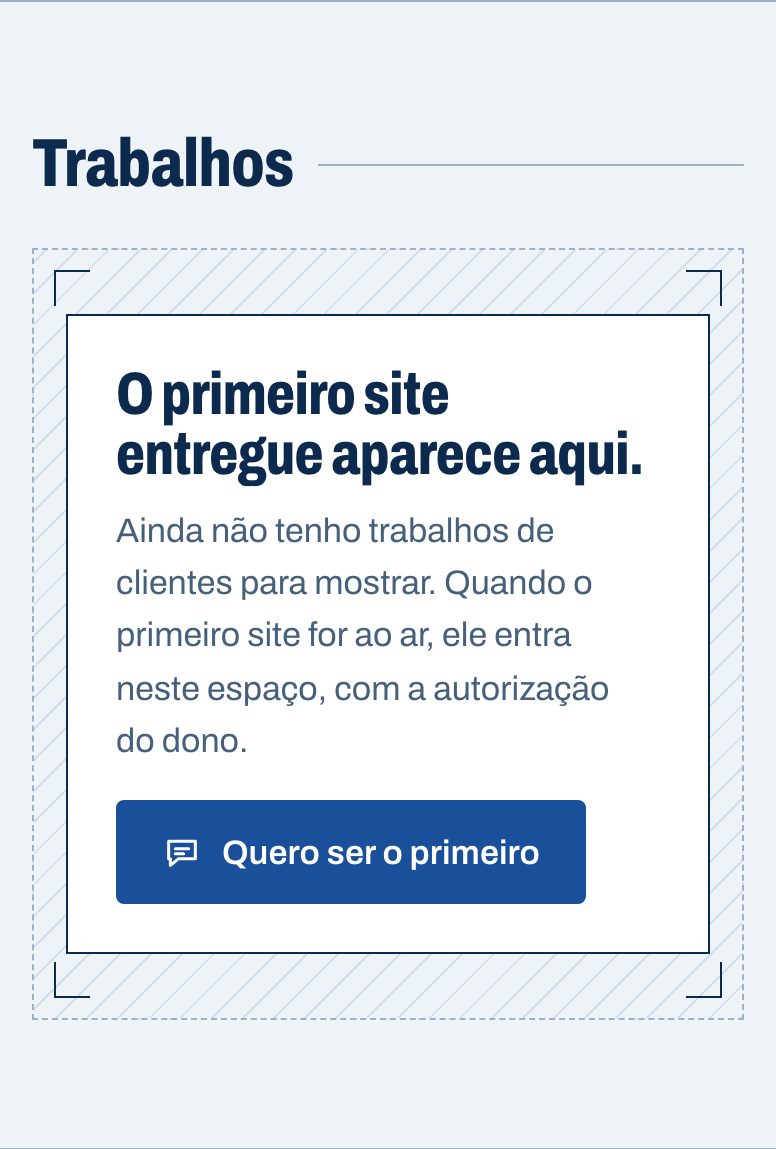 Trabalhos
O primeiro site
entregue aparece aqui.
Ainda não tenho trabalhos de
clientes para mostrar. Quando o
primeiro site for ao ar, ele entra
neste espaço, com a autorização
do dono.
Quero ser o primeiro